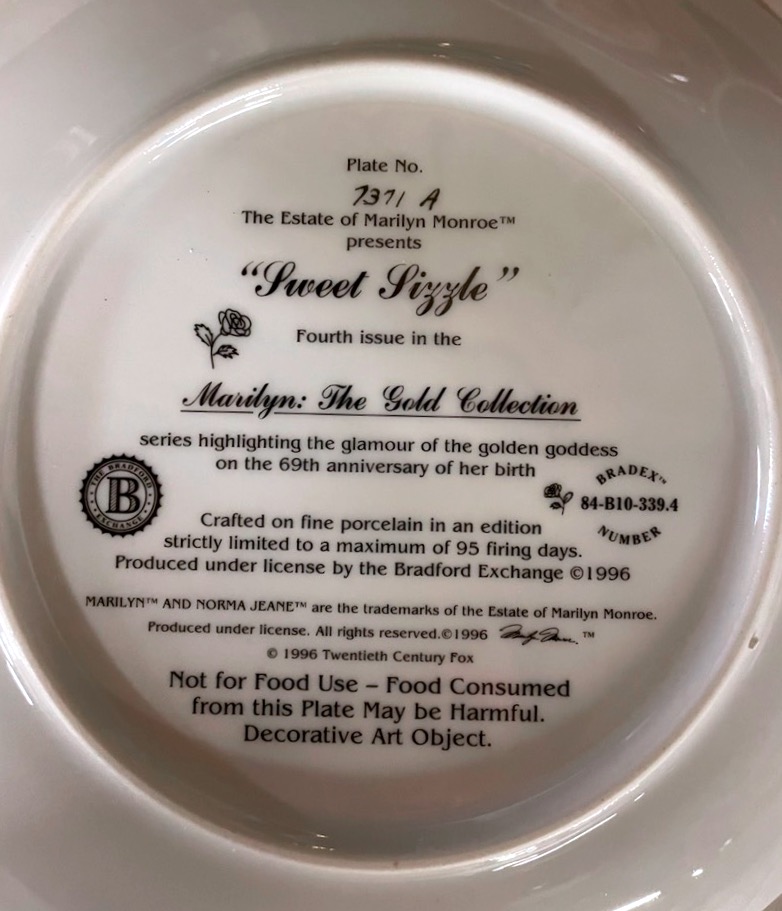 Plate No.
7371 A
The Estate of Marilyn Monroe™
presents
“Sweet Sizzle”
Fourth issue in the
Marilyn: The Gold Collection
series highlighting the glamour of the golden goddess
on the 69th anniversary of her birth
THE BRADFORD
B
EXCHANGE
BRADEX™
84-B10-339.4
NUMBER
Crafted on fine porcelain in an edition
strictly limited to a maximum of 95 firing days.
Produced under license by the Bradford Exchange ©1996
MARILYN™ AND NORMA JEANE™ are the trademarks of the Estate of Marilyn Monroe.
Produced under license. All rights reserved.©1996 ™
© 1996 Twentieth Century Fox
Not for Food Use – Food Consumed
from this Plate May be Harmful.
Decorative Art Object.